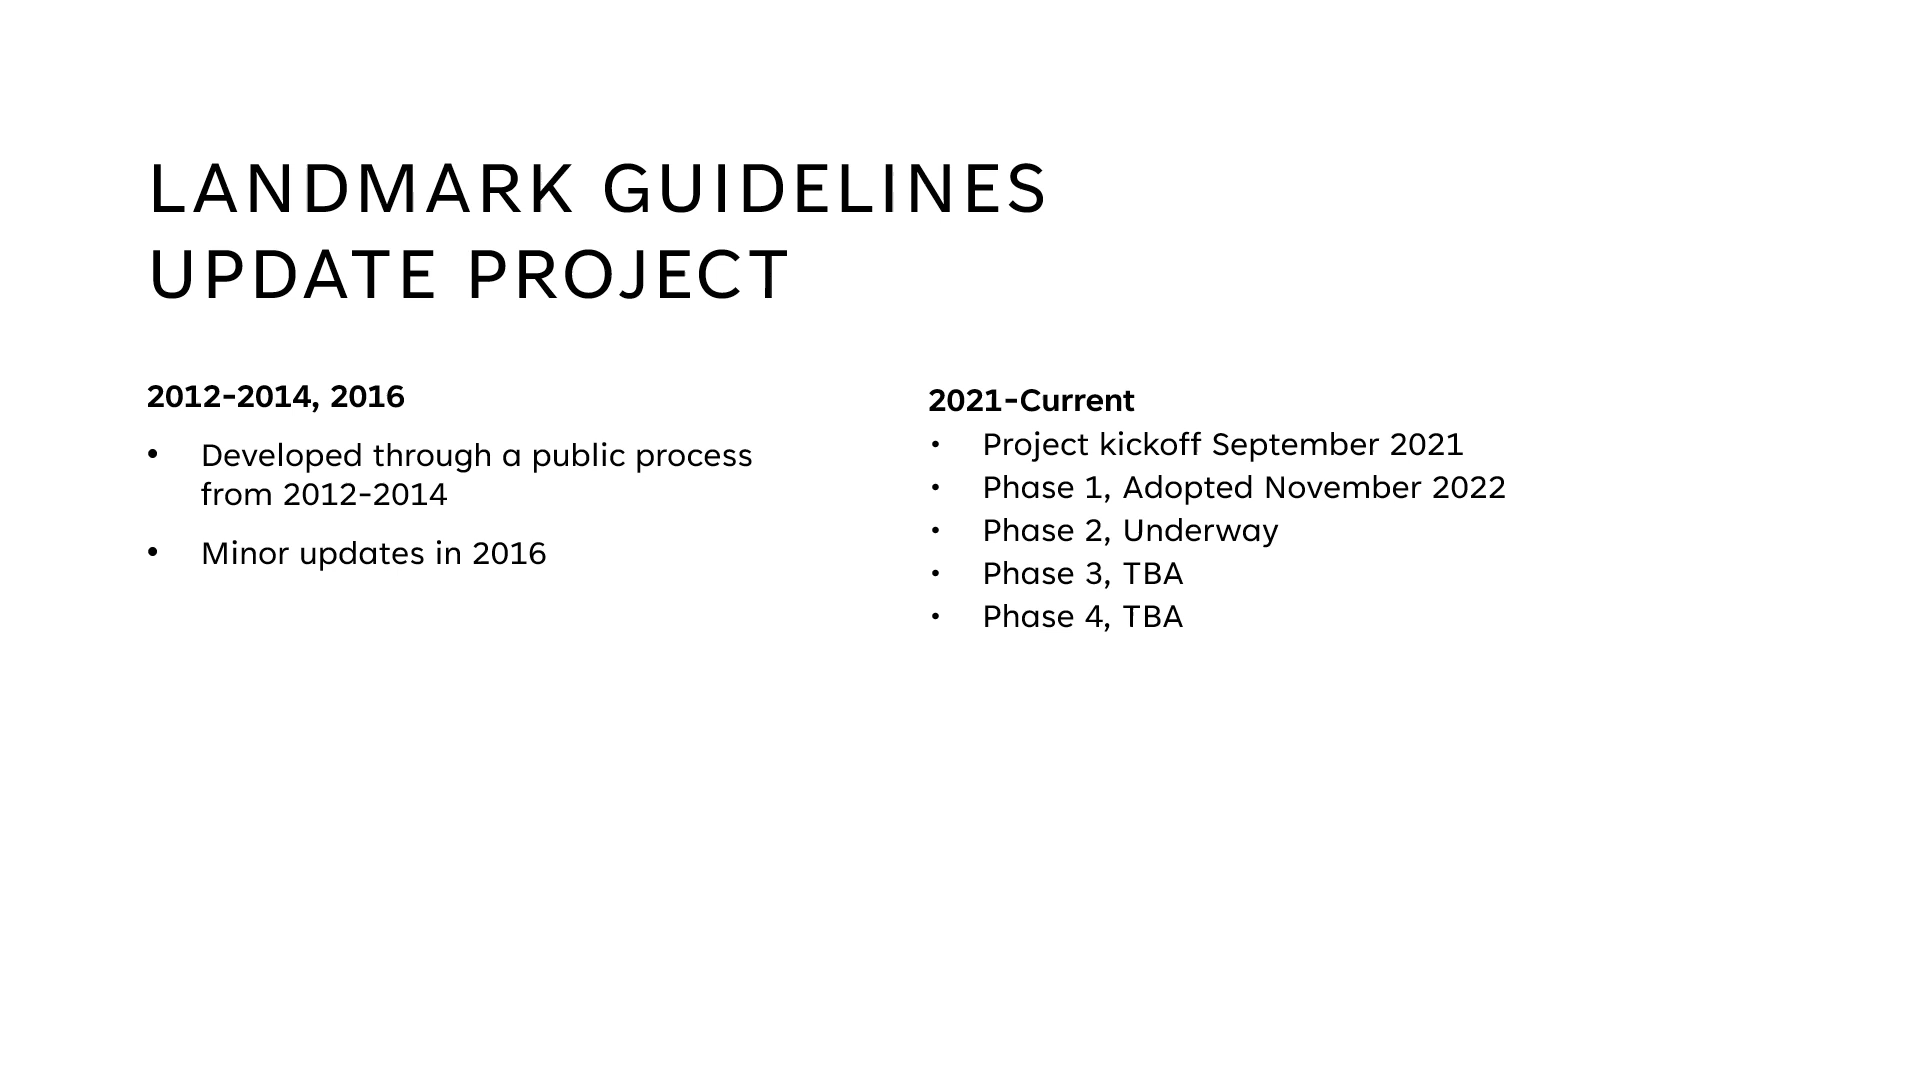 LANDMARK GUIDELINES
UPDATE PROJECT
2012-2014, 2016
• Developed through a public process
from 2012-2014
• Minor updates in 2016
2021-Current
• Project kickoff September 2021
• Phase 1, Adopted November 2022
• Phase 2, Underway
• Phase 3, TBA
• Phase 4, TBA